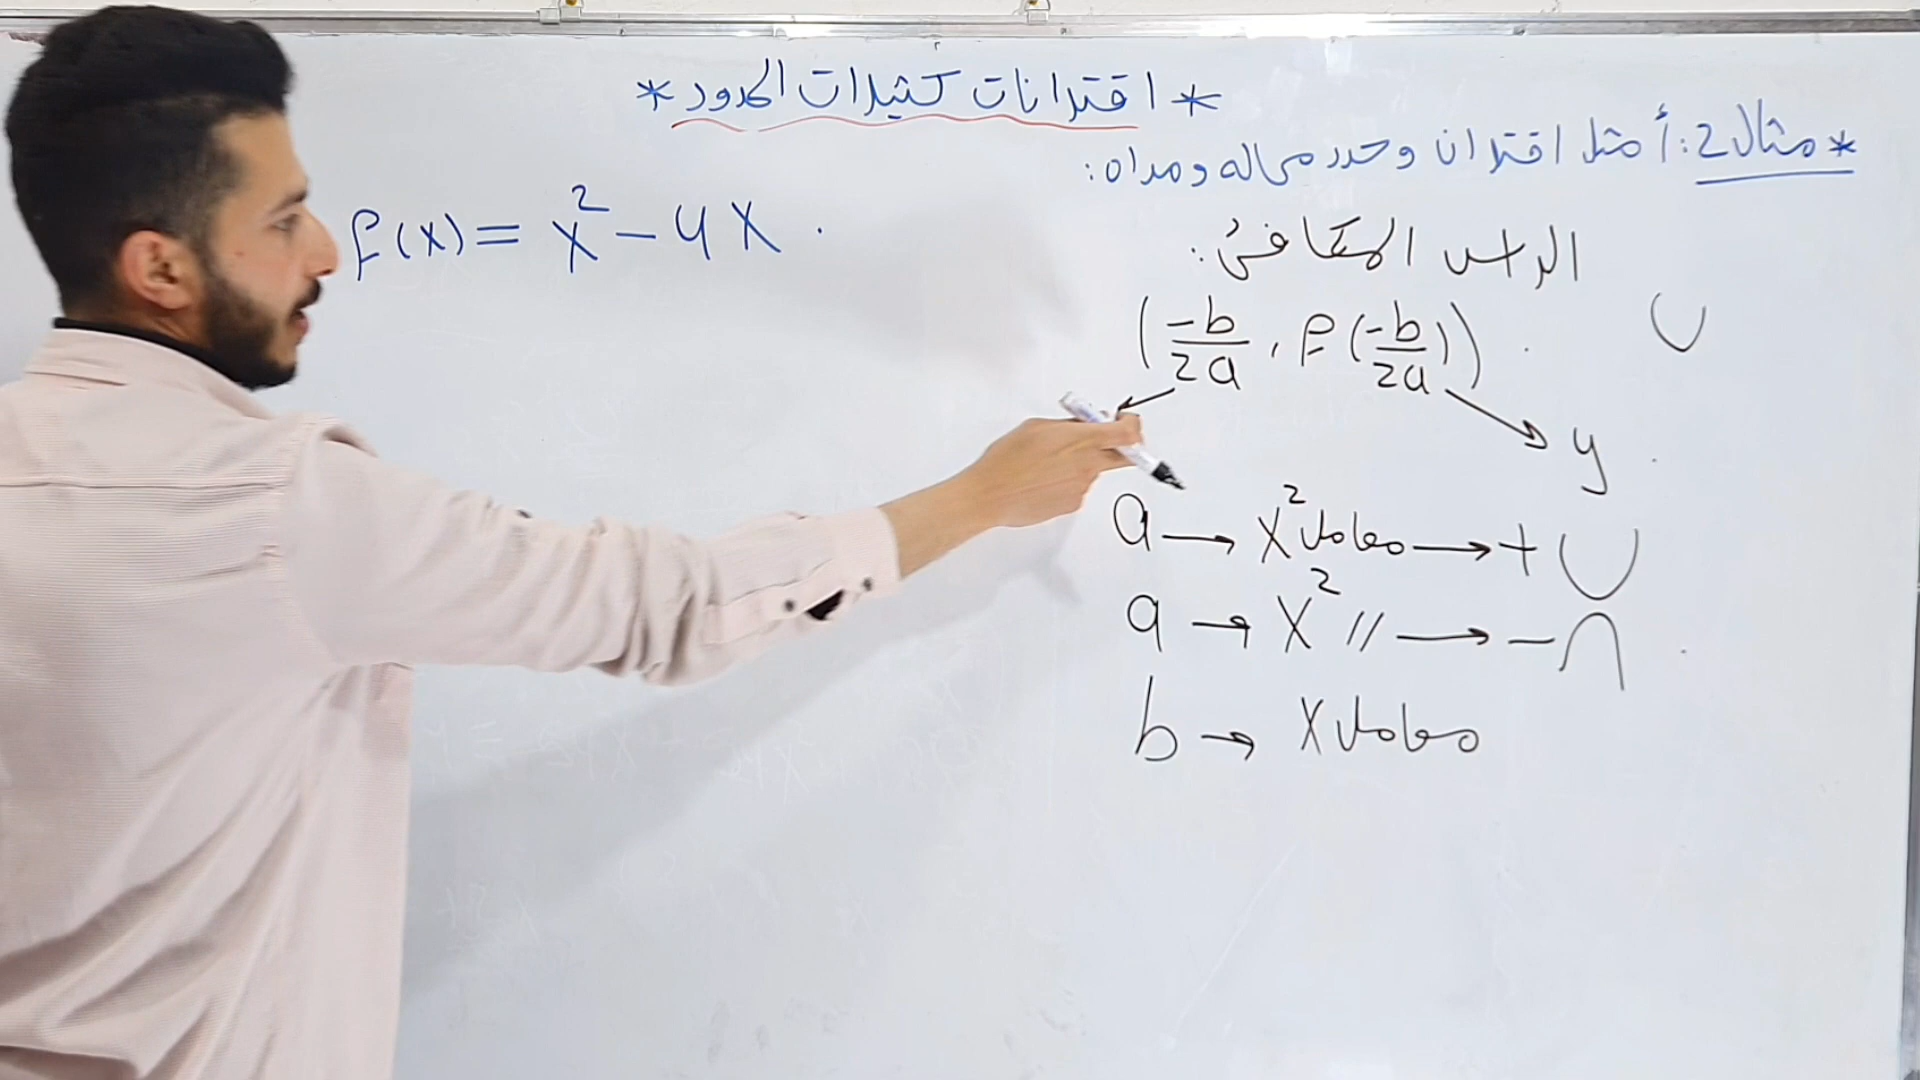 * اقترانات كثيرات الحدود *
* مثال 2: أمثل اقتران وحدد مجاله ومداه:
f(x) = x² - 4x .
الرأس المكافئ:
(-b/2a , f(-b/2a))
y
a → x² معامل → + ∪
a → x² // → - ∩
b → x معامل